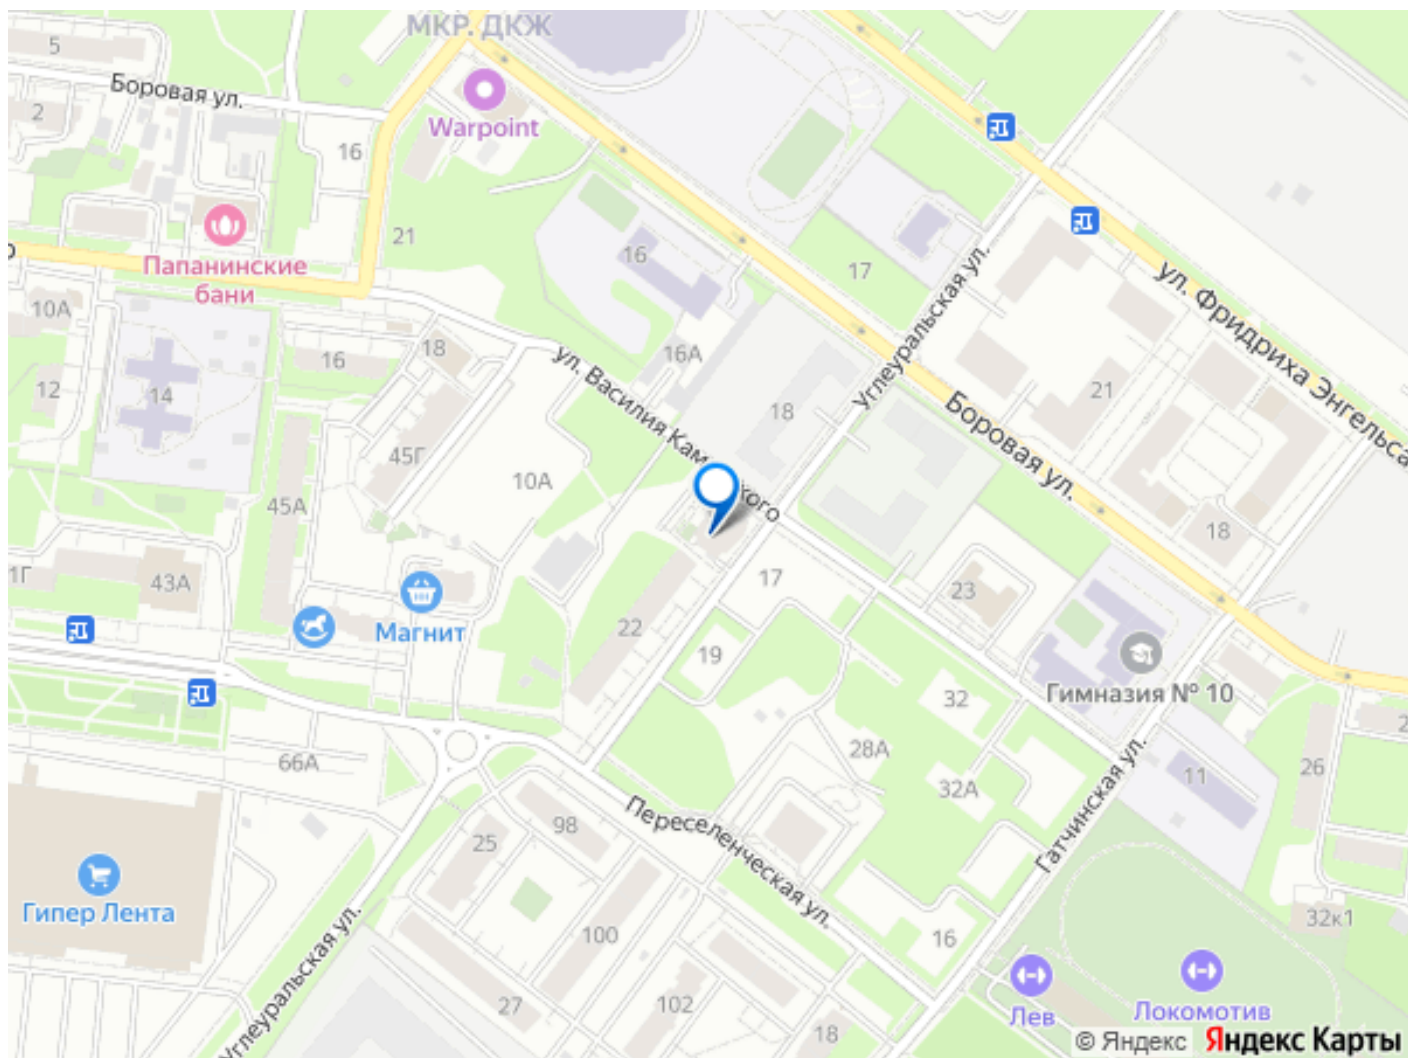 МКР. ДКЖ
5
Боровая ул.
2
Warpoint
16
21
16
17
Углеуральская ул.
ул. Фридриха Энгельса
Папанинские
бани
10А
18
16
16А
12
14
ул. Василия Каменского
18
21
Боровая ул.
45Г
10А
45А
18
1Г
43А
17
23
Магнит
22
19
Гимназия № 10
32
28А
66А
11
26
2
32А
Переселенческая ул.
Гатчинская ул.
98
25
Гипер Лента
32к1
100
16
Углеуральская ул.
27
102
18
Лев
Локомотив
© Яндекс Яндекс Карты